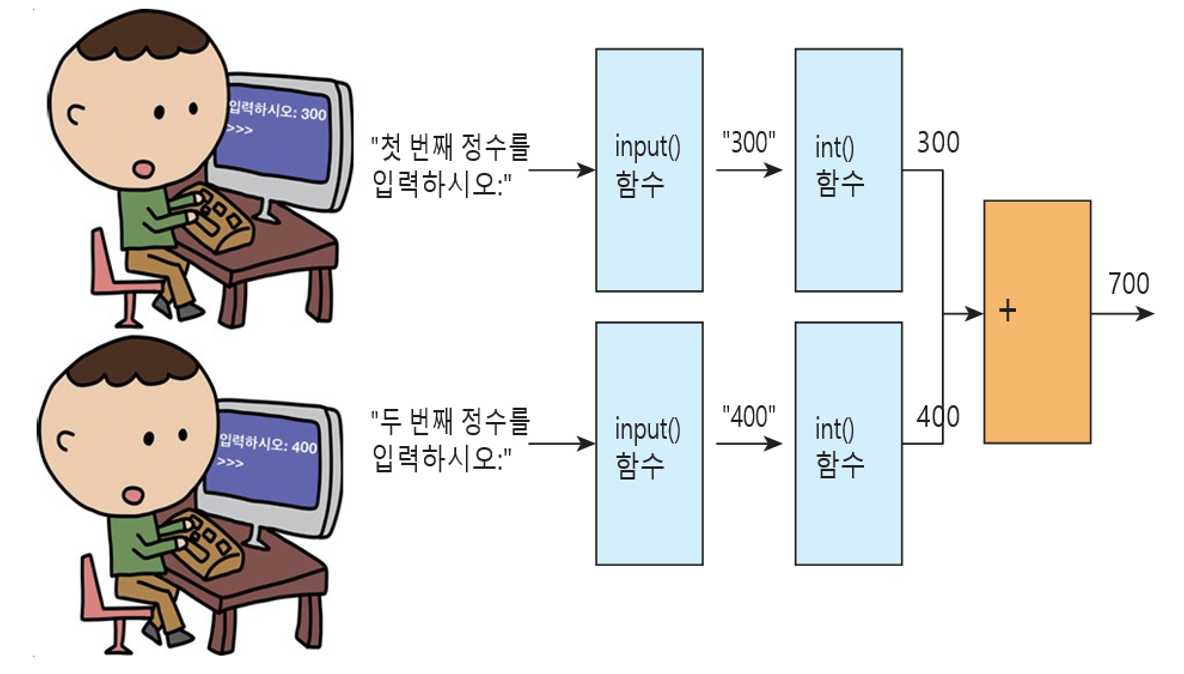 입력하시오: 300
>>>
"첫 번째 정수를
입력하시오:"
input()
함수
"300"
int()
함수
300
입력하시오: 400
>>>
"두 번째 정수를
입력하시오:"
input()
함수
"400"
int()
함수
400
+
700